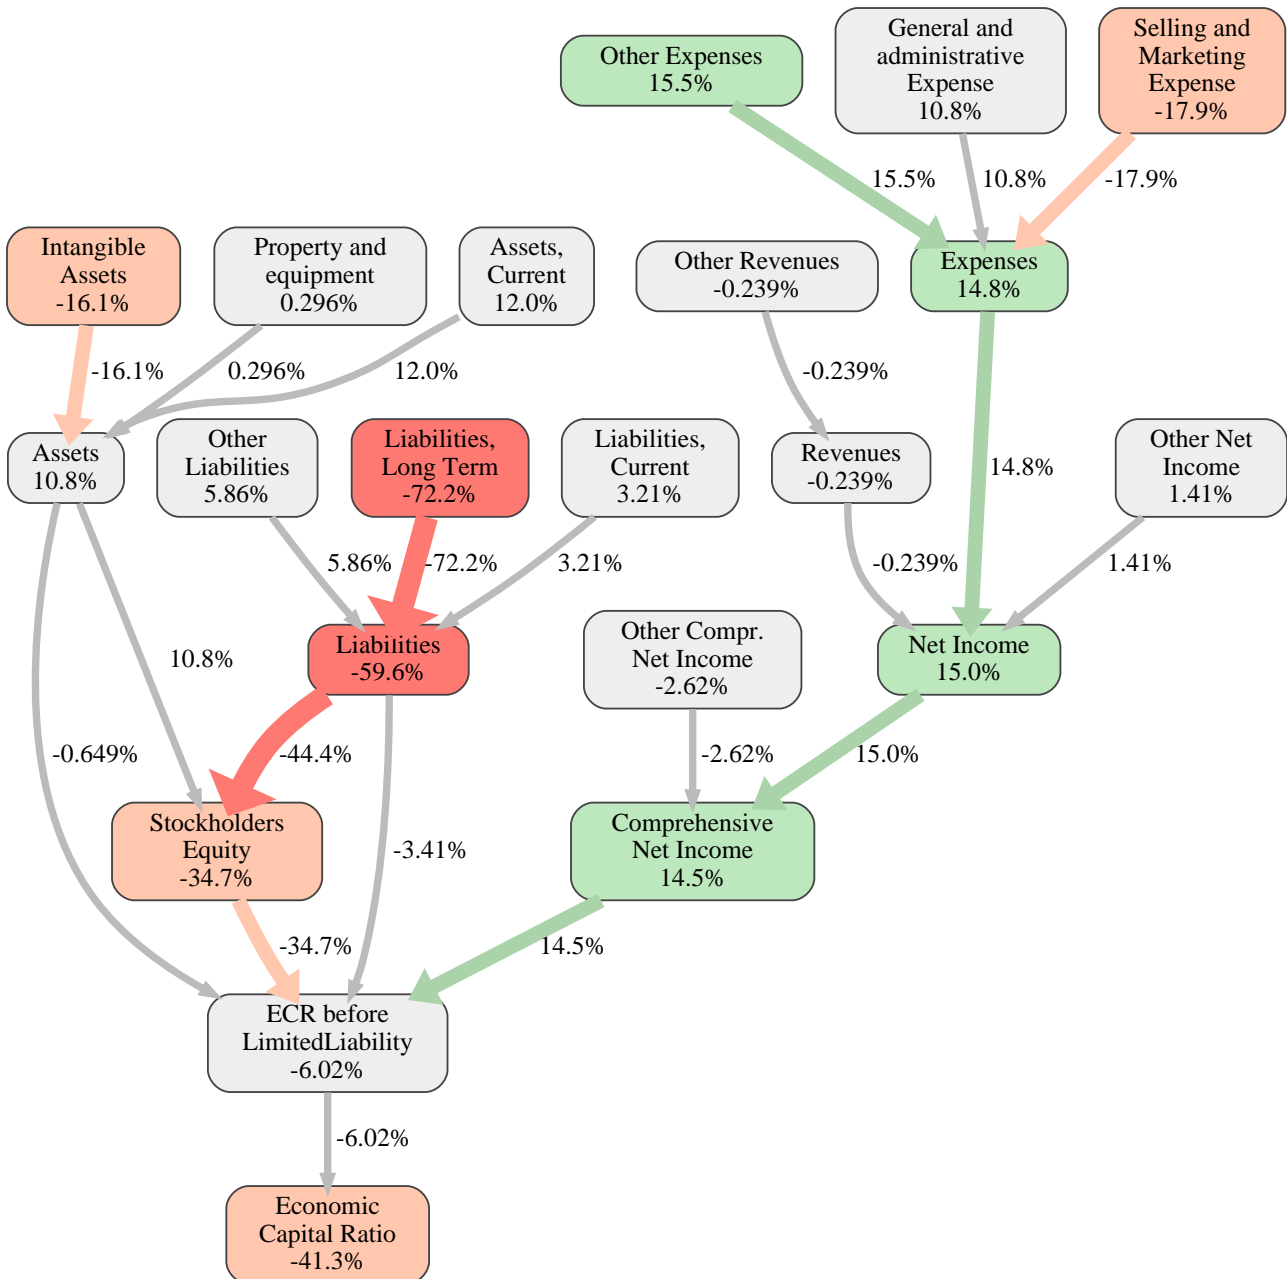 Other Expenses
15.5%
General and
administrative
Expense
10.8%
Selling and
Marketing
Expense
-17.9%
15.5%
10.8%
-17.9%
Intangible
Assets
-16.1%
Property and
equipment
0.296%
Assets,
Current
12.0%
Other Revenues
-0.239%
Expenses
14.8%
-16.1%
0.296%
12.0%
-0.239%
14.8%
Assets
10.8%
Other
Liabilities
5.86%
Liabilities,
Long Term
-72.2%
Liabilities,
Current
3.21%
Revenues
-0.239%
Other Net
Income
1.41%
5.86%
-72.2%
3.21%
-0.239%
1.41%
10.8%
Liabilities
-59.6%
Other Compr.
Net Income
-2.62%
Net Income
15.0%
-0.649%
-44.4%
-2.62%
15.0%
Stockholders
Equity
-34.7%
-3.41%
Comprehensive
Net Income
14.5%
-34.7%
14.5%
ECR before
LimitedLiability
-6.02%
-6.02%
Economic
Capital Ratio
-41.3%